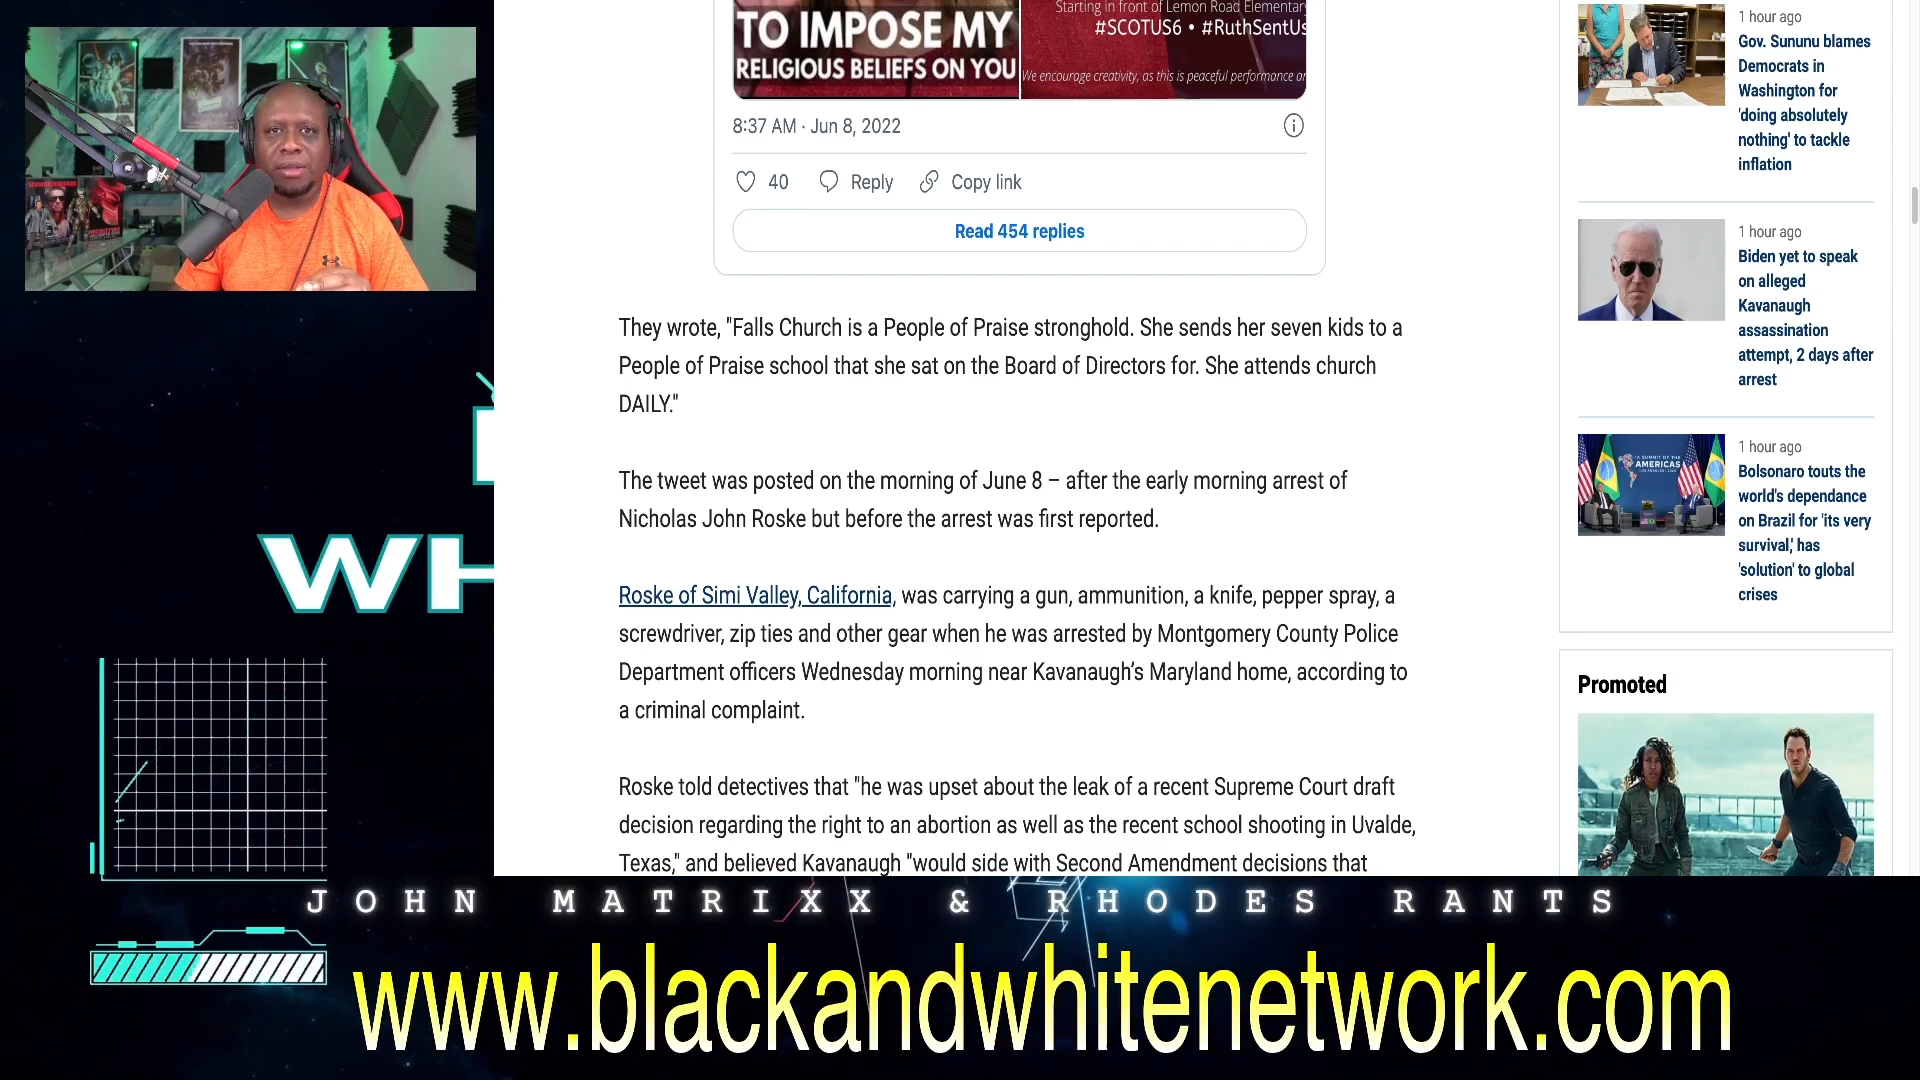 TO IMPOSE MY
RELIGIOUS BELIEFS ON YOU
Starting in front of Lemon Road Elementary
#SCOTUS6 • #RuthSentUs
We encourage creativity, as this is peaceful performance
8:37 AM · Jun 8, 2022
40 Reply Copy link
Read 454 replies
They wrote, "Falls Church is a People of Praise stronghold. She sends her seven kids to a
People of Praise school that she sat on the Board of Directors for. She attends church
DAILY."
The tweet was posted on the morning of June 8 – after the early morning arrest of
Nicholas John Roske but before the arrest was first reported.
Roske of Simi Valley, California, was carrying a gun, ammunition, a knife, pepper spray, a
screwdriver, zip ties and other gear when he was arrested by Montgomery County Police
Department officers Wednesday morning near Kavanaugh’s Maryland home, according to
a criminal complaint.
Roske told detectives that "he was upset about the leak of a recent Supreme Court draft
decision regarding the right to an abortion as well as the recent school shooting in Uvalde,
Texas," and believed Kavanaugh "would side with Second Amendment decisions that
1 hour ago
Gov. Sununu blames
Democrats in
Washington for
'doing absolutely
nothing' to tackle
inflation
1 hour ago
Biden yet to speak
on alleged
Kavanaugh
assassination
attempt, 2 days after
arrest
IX SUMMIT OF THE
AMERICAS
1 hour ago
Bolsonaro touts the
world's dependance
on Brazil for 'its very
survival,' has
'solution' to global
crises
Promoted
WH
JOHN MATRIXX & RHODES RANTS
www.blackandwhitenetwork.com